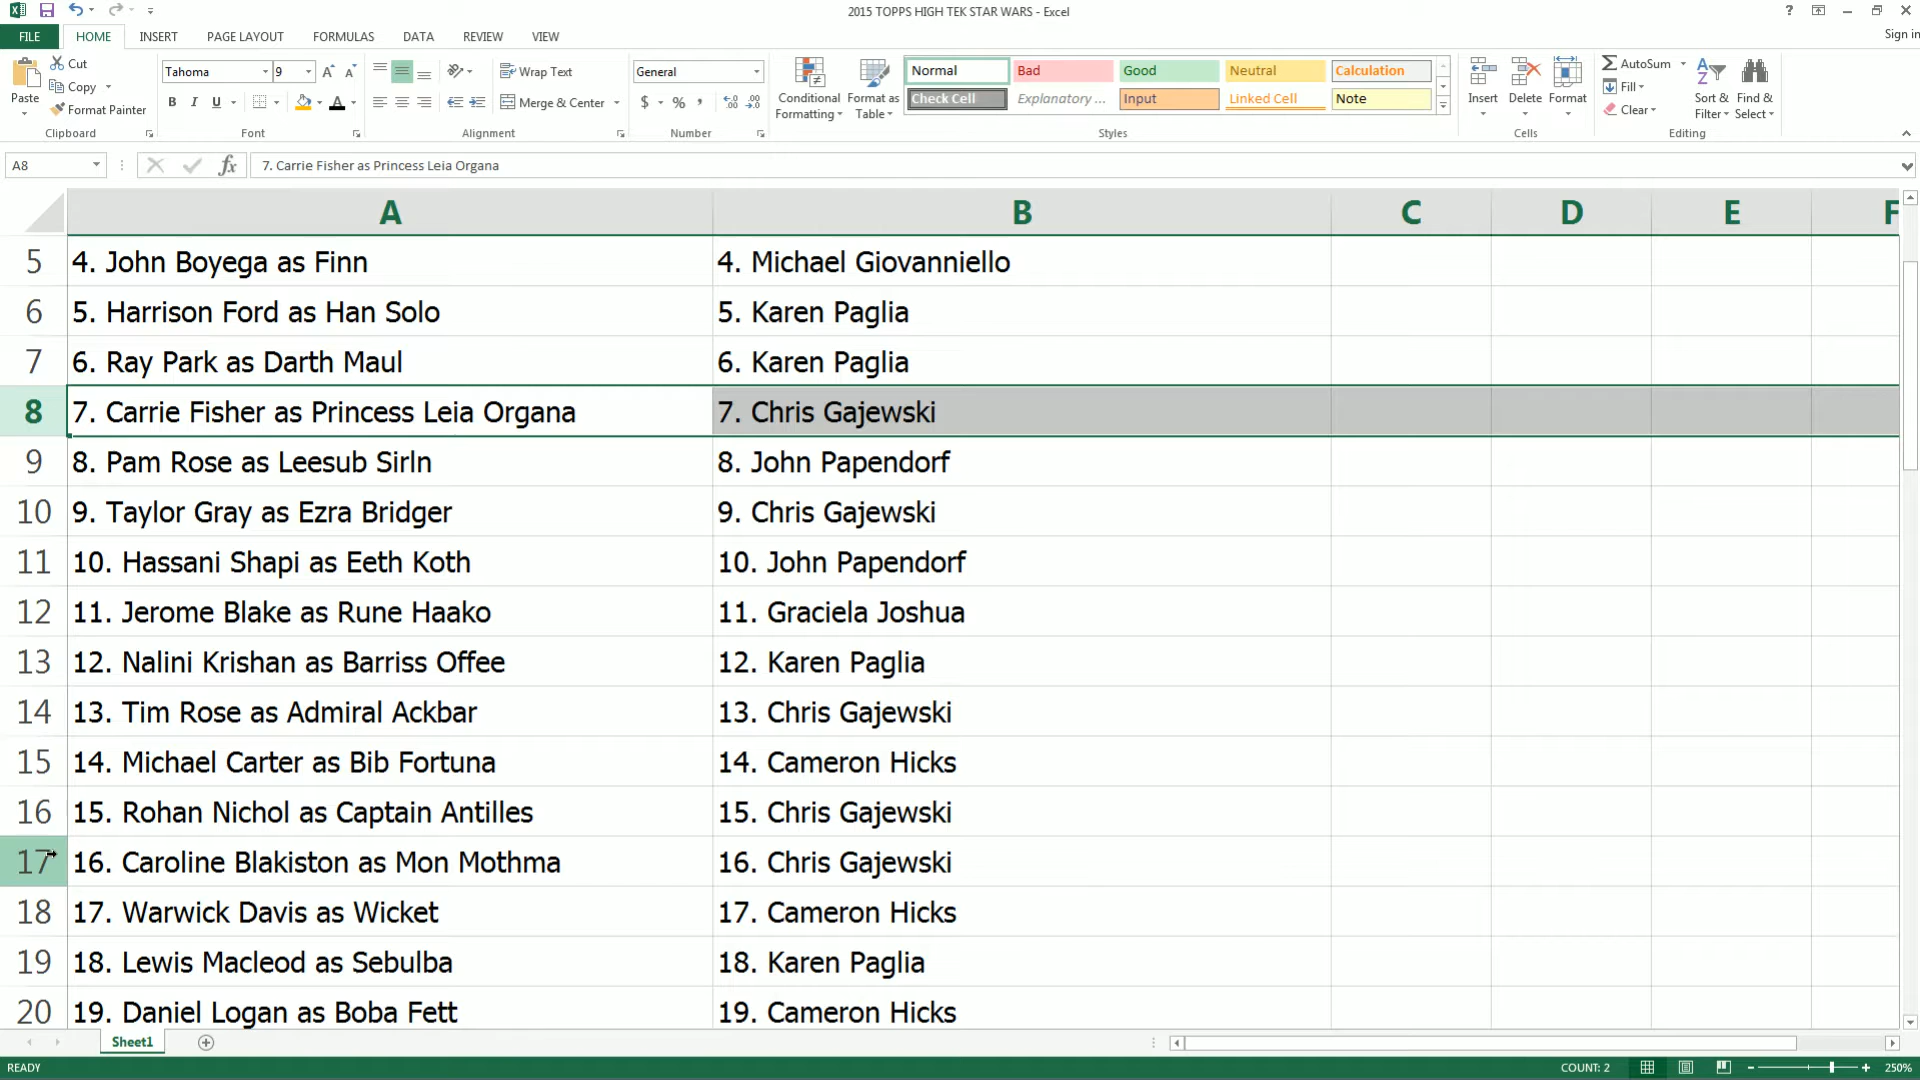 2015 TOPPS HIGH TEK STAR WARS - Excel
FILE HOME INSERT PAGE LAYOUT FORMULAS DATA REVIEW VIEW Sign in
Paste Cut Copy Format Painter Clipboard
Tahoma 9 B I U Font
Wrap Text Merge & Center Alignment
General $ % , Number
Conditional Formatting Format as Table
Normal Bad Good Neutral Calculation
Check Cell Explanatory ... Input Linked Cell Note
Styles
Insert Delete Format Cells
AutoSum Fill Clear Sort & Filter Find & Select Editing
A8 fx 7. Carrie Fisher as Princess Leia Organa
A B C D E F
5 4. John Boyega as Finn 4. Michael Giovanniello
6 5. Harrison Ford as Han Solo 5. Karen Paglia
7 6. Ray Park as Darth Maul 6. Karen Paglia
8 7. Carrie Fisher as Princess Leia Organa 7. Chris Gajewski
9 8. Pam Rose as Leesub Sirln 8. John Papendorf
10 9. Taylor Gray as Ezra Bridger 9. Chris Gajewski
11 10. Hassani Shapi as Eeth Koth 10. John Papendorf
12 11. Jerome Blake as Rune Haako 11. Graciela Joshua
13 12. Nalini Krishan as Barriss Offee 12. Karen Paglia
14 13. Tim Rose as Admiral Ackbar 13. Chris Gajewski
15 14. Michael Carter as Bib Fortuna 14. Cameron Hicks
16 15. Rohan Nichol as Captain Antilles 15. Chris Gajewski
17 16. Caroline Blakiston as Mon Mothma 16. Chris Gajewski
18 17. Warwick Davis as Wicket 17. Cameron Hicks
19 18. Lewis Macleod as Sebulba 18. Karen Paglia
20 19. Daniel Logan as Boba Fett 19. Cameron Hicks
Sheet1
READY COUNT: 2 250%